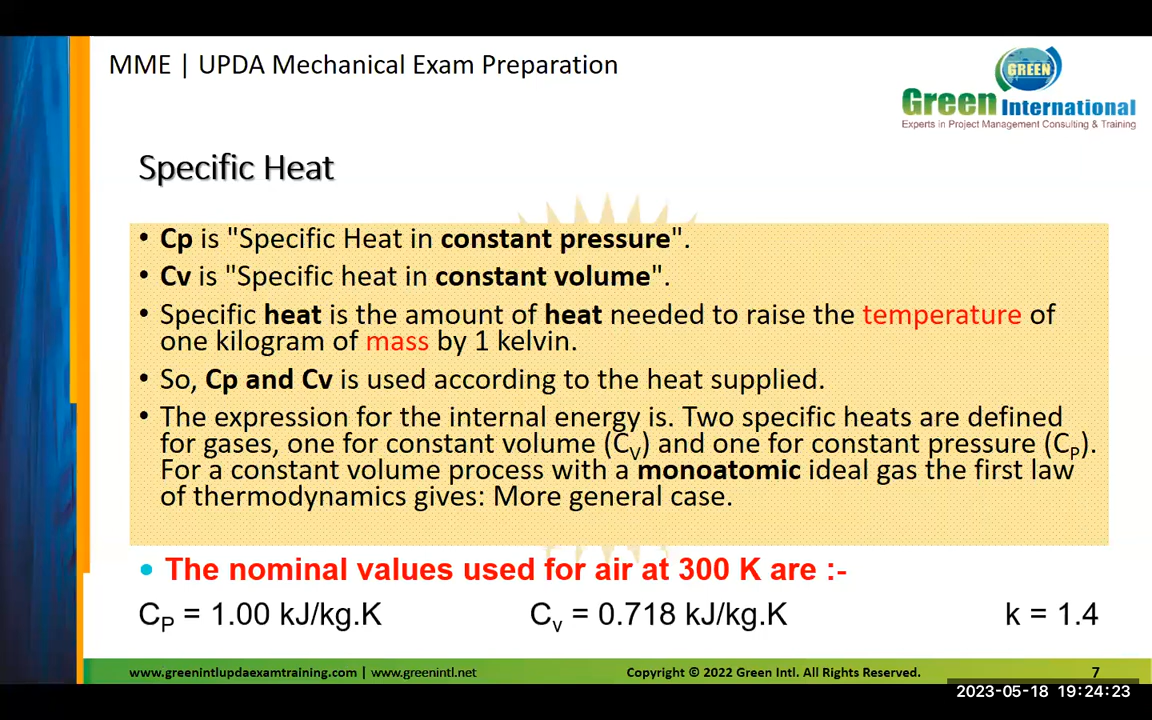 MME | UPDA Mechanical Exam Preparation
GREEN
Green International
Experts in Project Management Consulting & Training
Specific Heat
• Cp is "Specific Heat in constant pressure".
• Cv is "Specific heat in constant volume".
• Specific heat is the amount of heat needed to raise the temperature of
one kilogram of mass by 1 kelvin.
• So, Cp and Cv is used according to the heat supplied.
• The expression for the internal energy is. Two specific heats are defined
for gases, one for constant volume (CV) and one for constant pressure (CP).
For a constant volume process with a monoatomic ideal gas the first law
of thermodynamics gives: More general case.
• The nominal values used for air at 300 K are :-
CP = 1.00 kJ/kg.K Cv = 0.718 kJ/kg.K k = 1.4
www.greenintlupdaexamtraining.com | www.greenintl.net Copyright © 2022 Green Intl. All Rights Reserved. 7
2023-05-18 19:24:23